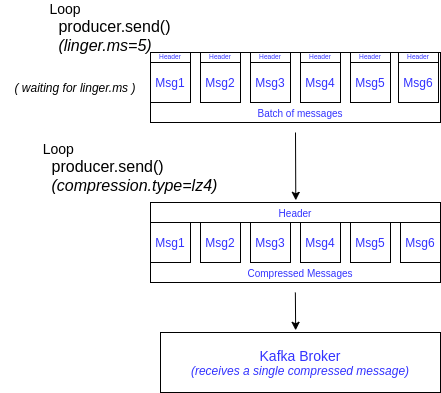 Loop
producer.send()
(linger.ms=5)
Header Header Header Header Header Header
( waiting for linger.ms )
Msg1 Msg2 Msg3 Msg4 Msg5 Msg6
Batch of messages
Loop
producer.send()
(compression.type=lz4)
Header
Msg1 Msg2 Msg3 Msg4 Msg5 Msg6
Compressed Messages
Kafka Broker
(receives a single compressed message)